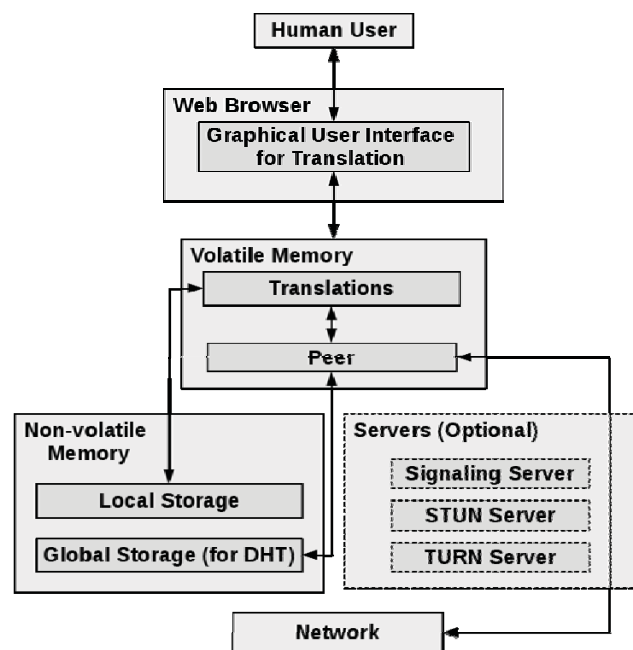 Human User
Web Browser
Graphical User Interface
for Translation
Volatile Memory
Translations
Peer
Non-volatile
Memory
Local Storage
Global Storage (for DHT)
Servers (Optional)
Signaling Server
STUN Server
TURN Server
Network